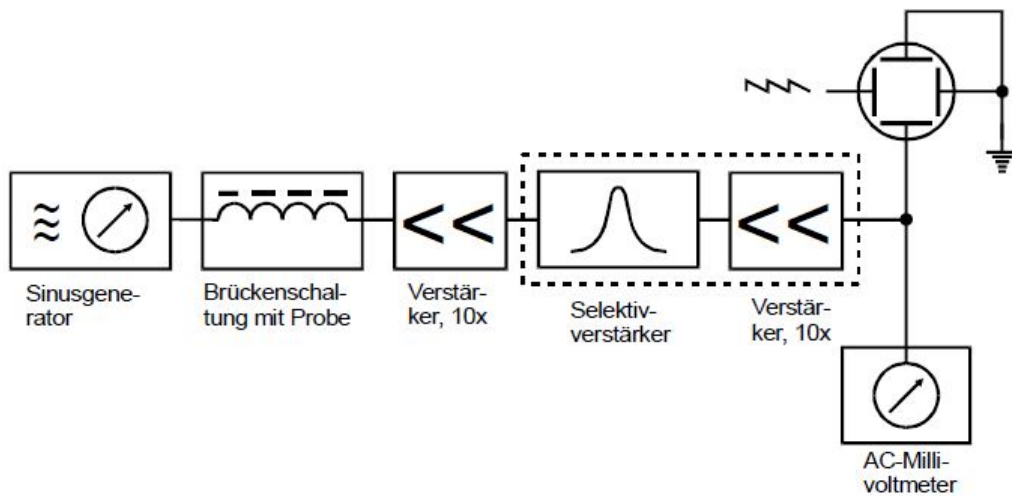 Sinusgene-
rator
Brückenschal-
tung mit Probe
Verstär-
ker, 10x
Selektiv-
verstärker
Verstär-
ker, 10x
AC-Milli-
voltmeter